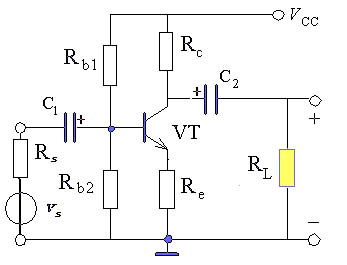 V_CC
R_b1
R_c
C_2
+
C_1
+
VT
+
R_s
R_L
R_b2
R_e
v_s
−